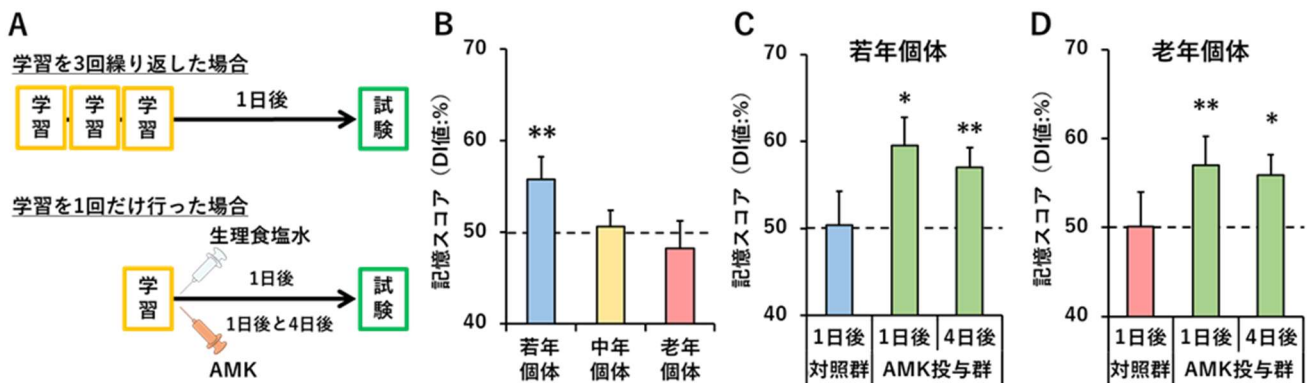 A
学習を3回繰り返した場合
学習
学習
学習
1日後
試験
学習を1回だけ行った場合
生理食塩水
学習
1日後
1日後と4日後
試験
AMK
B
記憶スコア（DI値:%）
70
60
50
40
**
若年個体
中年個体
老年個体
C
若年個体
記憶スコア（DI値:%）
70
60
50
40
*
**
1日後
1日後
4日後
対照群
AMK投与群
D
老年個体
記憶スコア（DI値:%）
70
60
50
40
**
*
1日後
1日後
4日後
対照群
AMK投与群